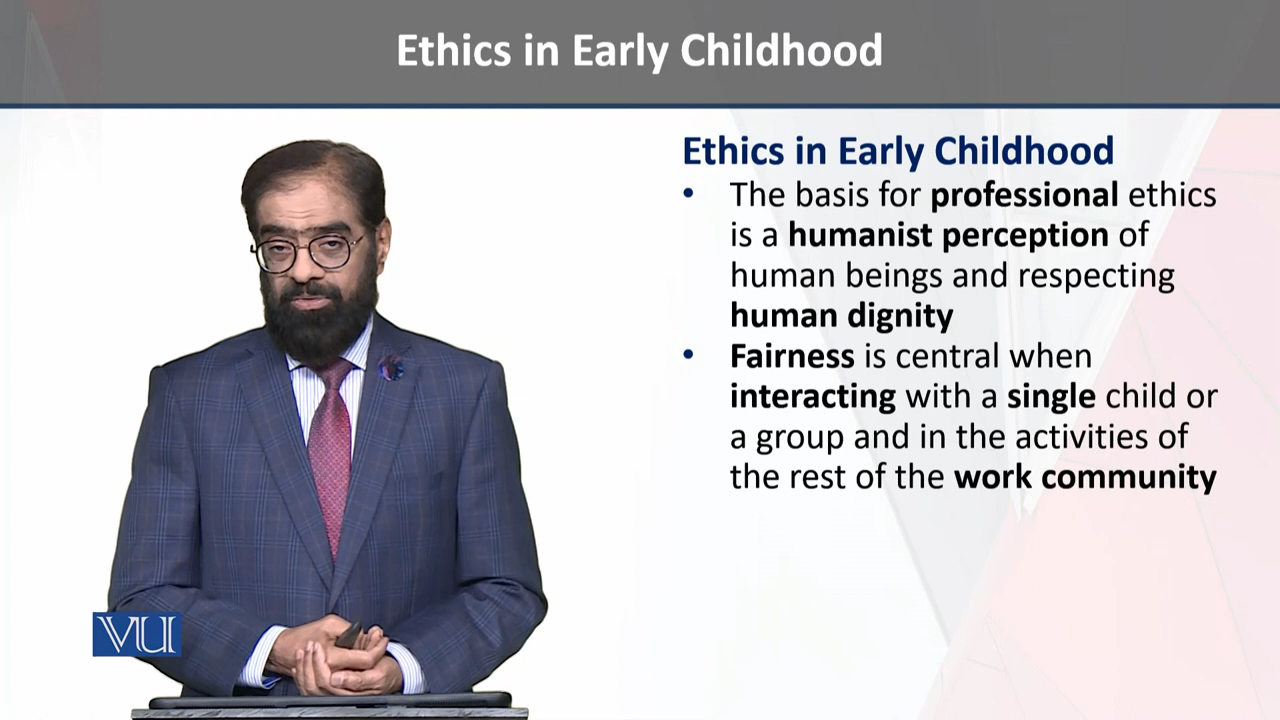 Ethics in Early Childhood
Ethics in Early Childhood
• The basis for professional ethics
is a humanist perception of
human beings and respecting
human dignity
• Fairness is central when
interacting with a single child or
a group and in the activities of
the rest of the work community
VU